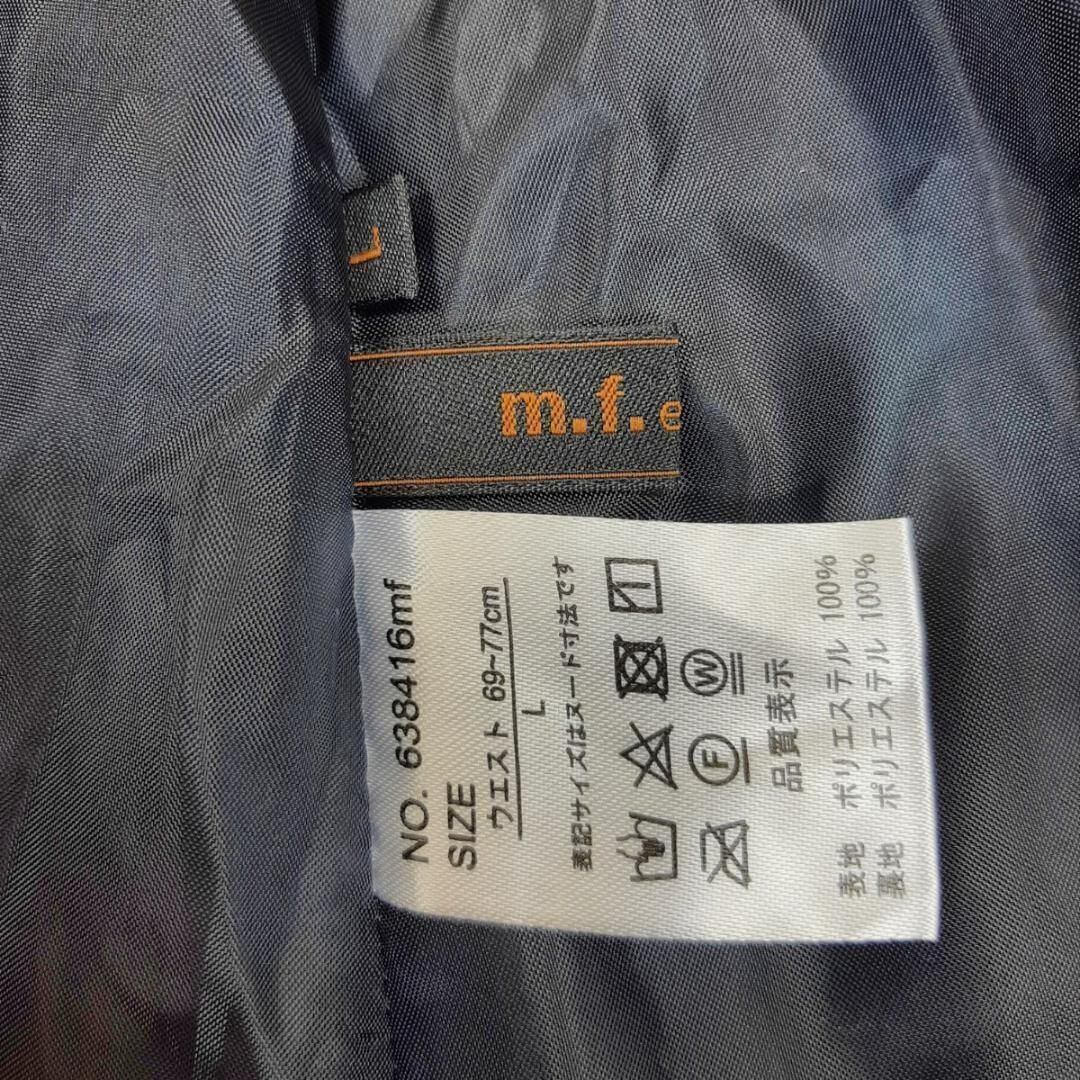 L
m.f.e
NO. 638416mf
SIZE
ウエスト 69~77cm
L
表記サイズはヌード寸法です
F W
品質表示
表地 ポリエステル 100%
裏地 ポリエステル 100%